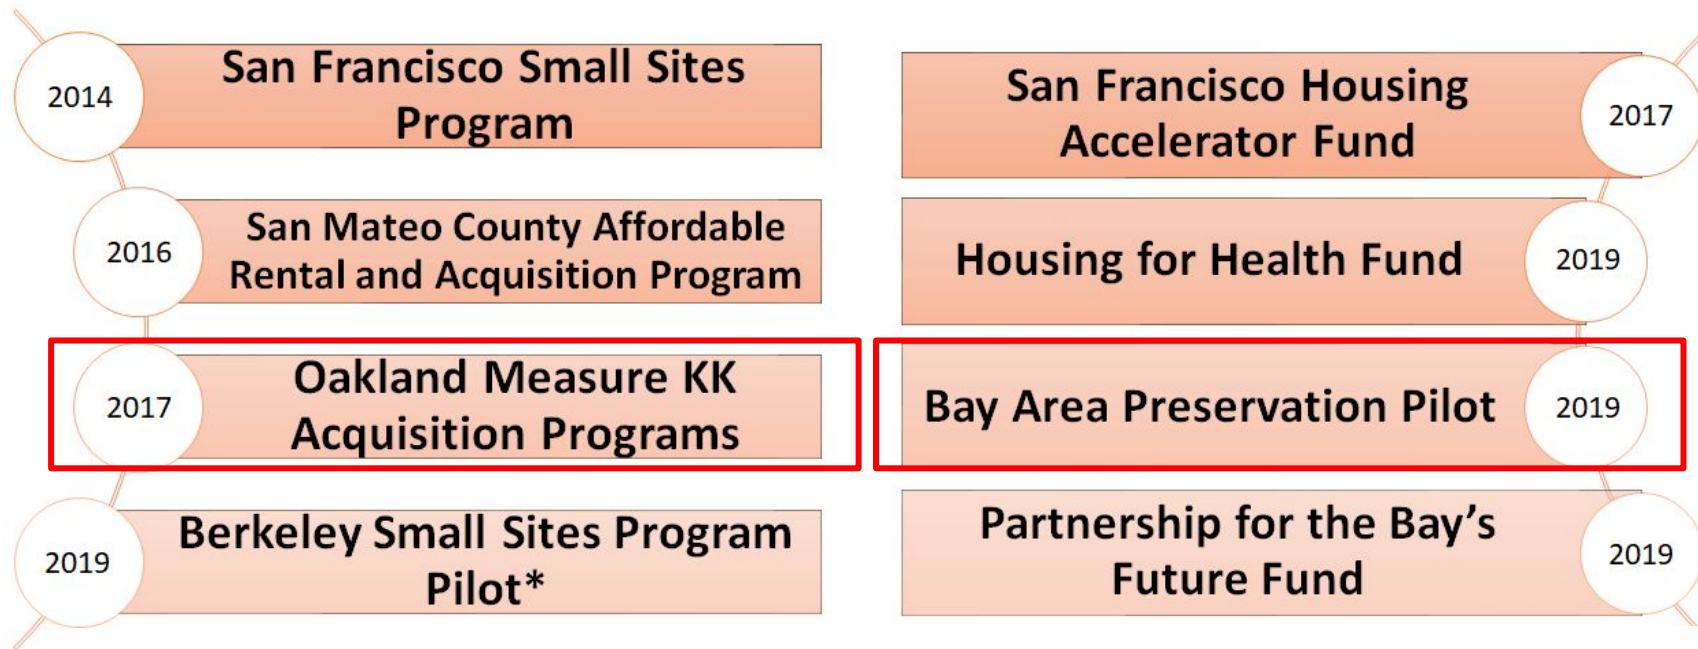 2014
San Francisco Small Sites
Program
2016
San Mateo County Affordable
Rental and Acquisition Program
2017
Oakland Measure KK
Acquisition Programs
2019
Berkeley Small Sites Program
Pilot*
San Francisco Housing
Accelerator Fund
2017
Housing for Health Fund
2019
Bay Area Preservation Pilot
2019
Partnership for the Bay’s
Future Fund
2019